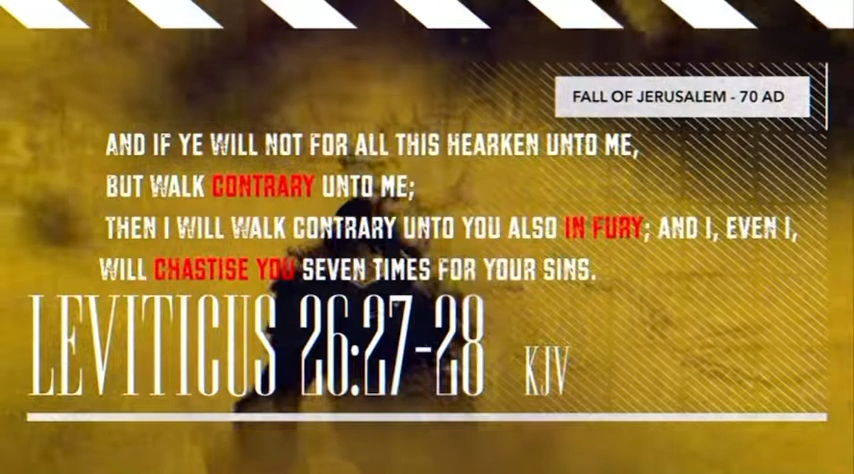 FALL OF JERUSALEM - 70 AD
AND IF YE WILL NOT FOR ALL THIS HEARKEN UNTO ME,
BUT WALK CONTRARY UNTO ME;
THEN I WILL WALK CONTRARY UNTO YOU ALSO IN FURY; AND I, EVEN I,
WILL CHASTISE YOU SEVEN TIMES FOR YOUR SINS.
LEVITICUS 26:27-28 KJV